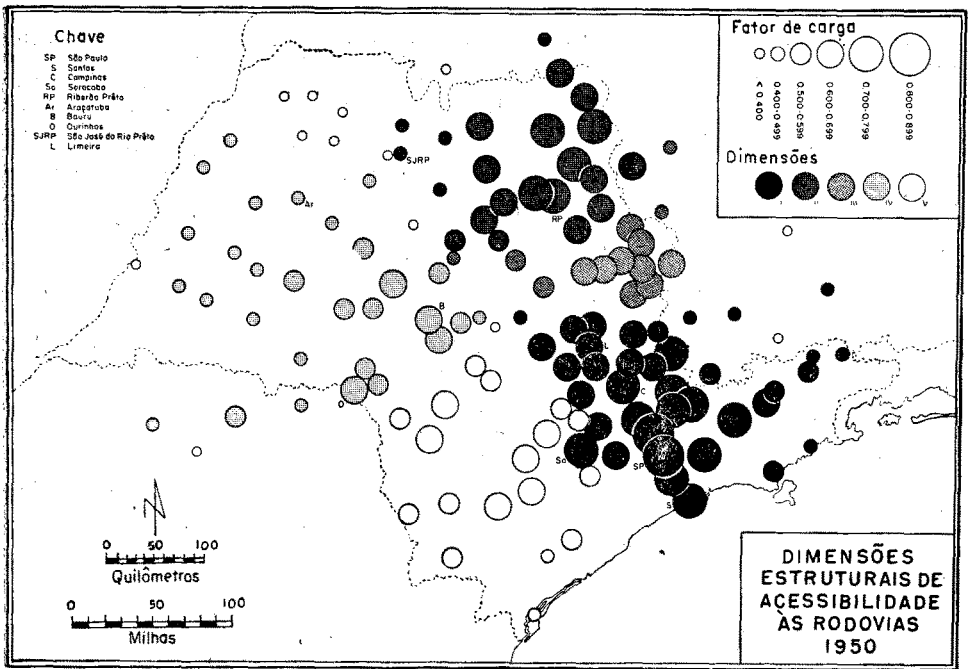 Chave
SP São Paulo
S Santos
C Campinas
So Sorocaba
RP Ribeirão Prêto
Ar Araçatuba
B Bauru
O Ourinhos
SJRP São José do Rio Prêto
L Limeira
Fator de carga
< 0.400
0.400-0.499
0.500-0.599
0.600-0.699
0.700-0.799
0.800-0.899
Dimensões
I II III IV V
SJRP
Ar
RP
B
L
O
C
So
SP
S
0 50 100
Quilômetros
0 50 100
Milhas
DIMENSÕES
ESTRUTURAIS DE
ACESSIBILIDADE
ÀS RODOVIAS
1950